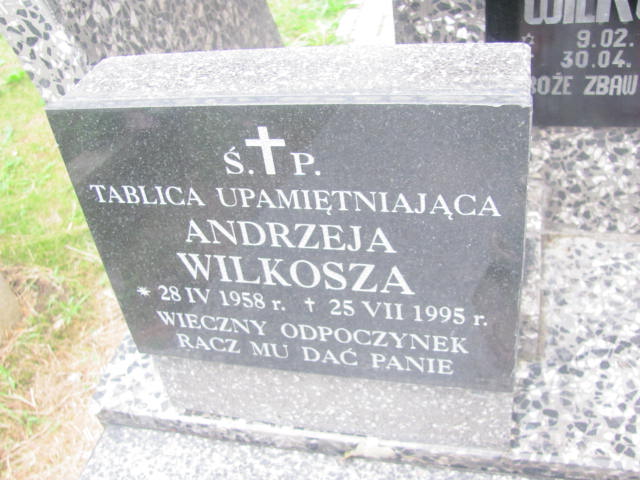 Ś.†P.
TABLICA UPAMIĘTNIAJĄCA
ANDRZEJA
WILKOSZA
* 28 IV 1958 r. † 25 VII 1995 r.
WIECZNY ODPOCZYNEK
RACZ MU DAĆ PANIE
* 9.02.
30.04.
BOŻE ZBAW